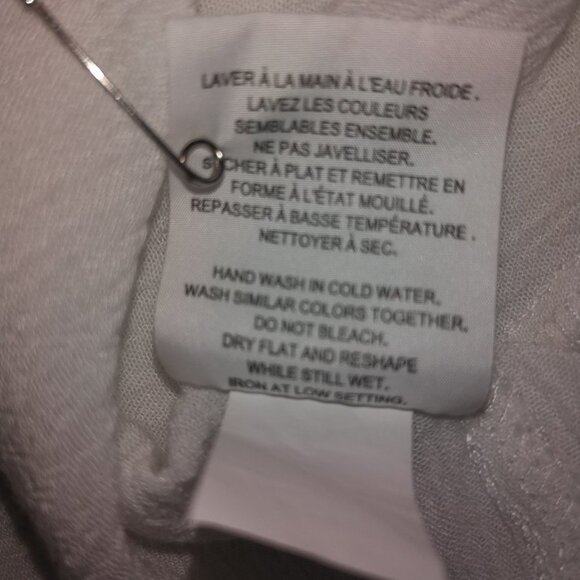 LAVER À LA MAIN À L'EAU FROIDE.
LAVEZ LES COULEURS
SEMBLABLES ENSEMBLE.
NE PAS JAVELLISER.
SÉCHER À PLAT ET REMETTRE EN
FORME À L'ÉTAT MOUILLÉ.
REPASSER À BASSE TEMPÉRATURE.
NETTOYER À SEC.
HAND WASH IN COLD WATER.
WASH SIMILAR COLORS TOGETHER.
DO NOT BLEACH.
DRY FLAT AND RESHAPE
WHILE STILL WET.
IRON AT LOW SETTING.